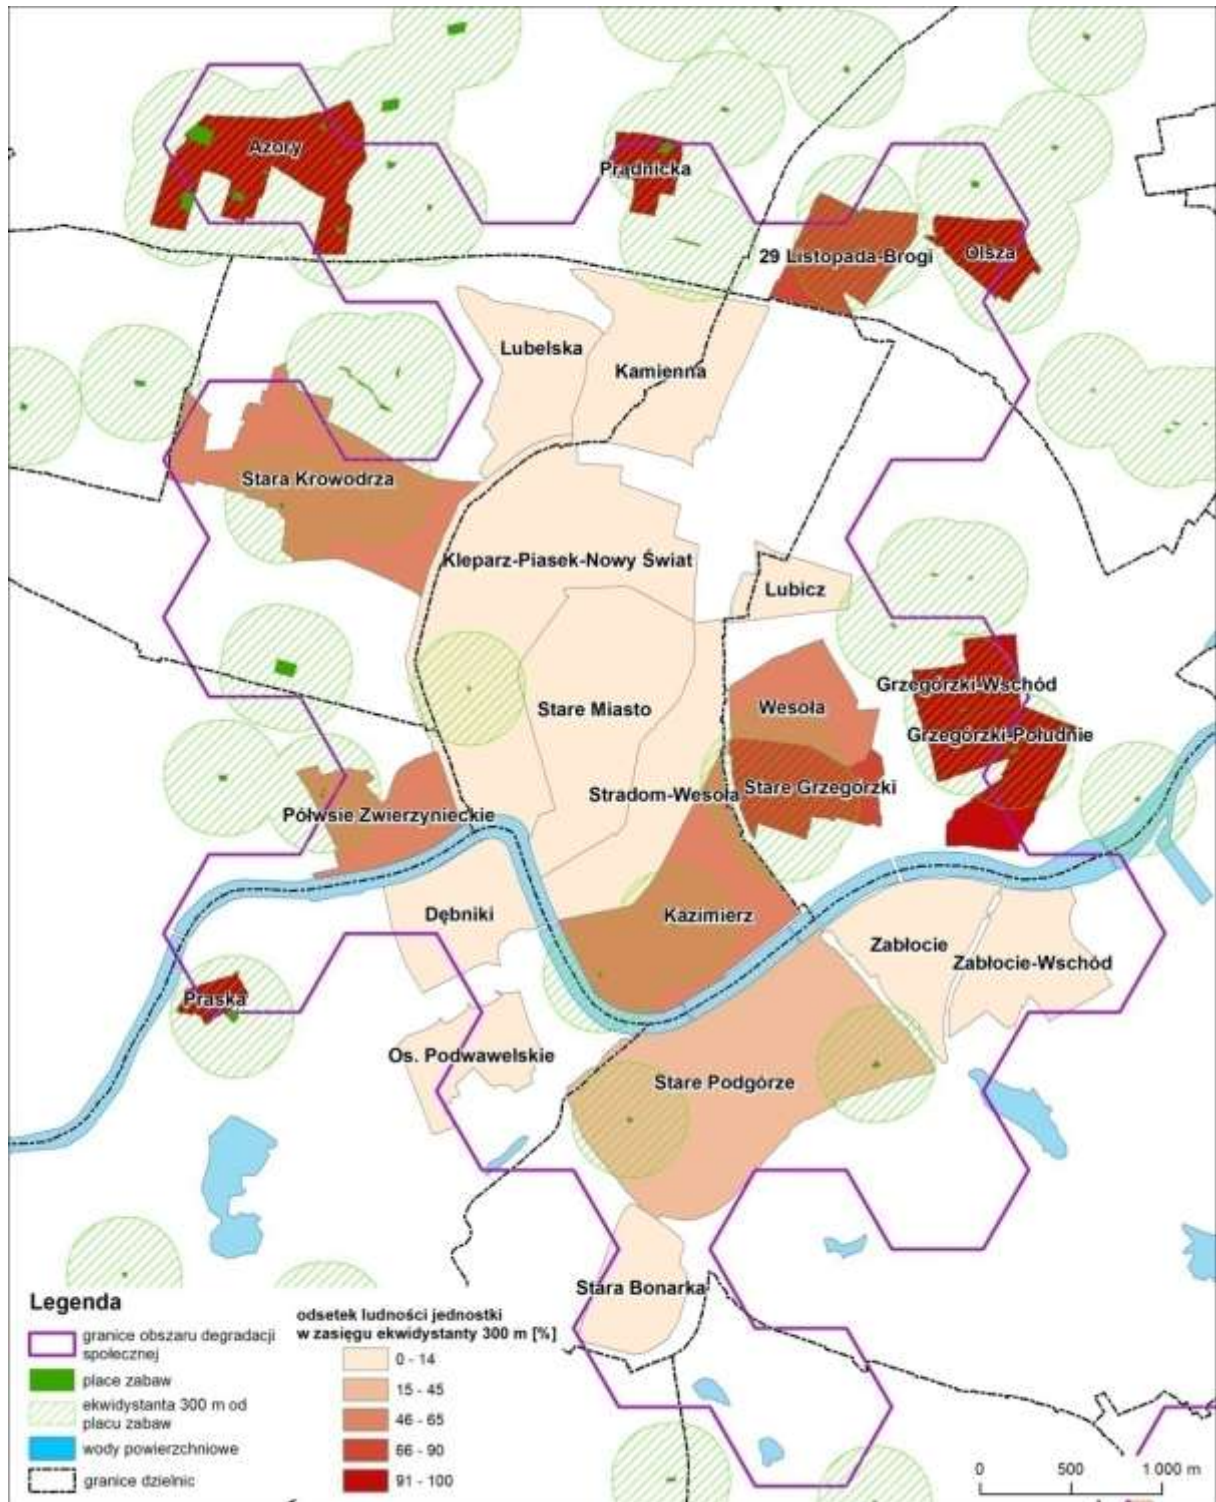 Azory
Prądnicka
29 Listopada-Brogi
Olsza
Lubelska
Kamienna
Stara Krowodrza
Kleparz-Piasek-Nowy Świat
Lubicz
Grzegórzki-Wschód
Stare Miasto
Wesoła
Grzegórzki-Południe
Stradom-Wesoła
Stare Grzegórzki
Półwsie Zwierzynieckie
Dębniki
Kazimierz
Zabłocie
Zabłocie-Wschód
Praska
Os. Podwawelskie
Stare Podgórze
Stara Bonarka
Legenda
granice obszaru degradacji
społecznej
place zabaw
ekwidystanta 300 m od
placu zabaw
wody powierzchniowe
granice dzielnic
odsetek ludności jednostki
w zasięgu ekwidystanty 300 m [%]
0 - 14
15 - 45
46 - 65
66 - 90
91 - 100
0 500 1 000 m